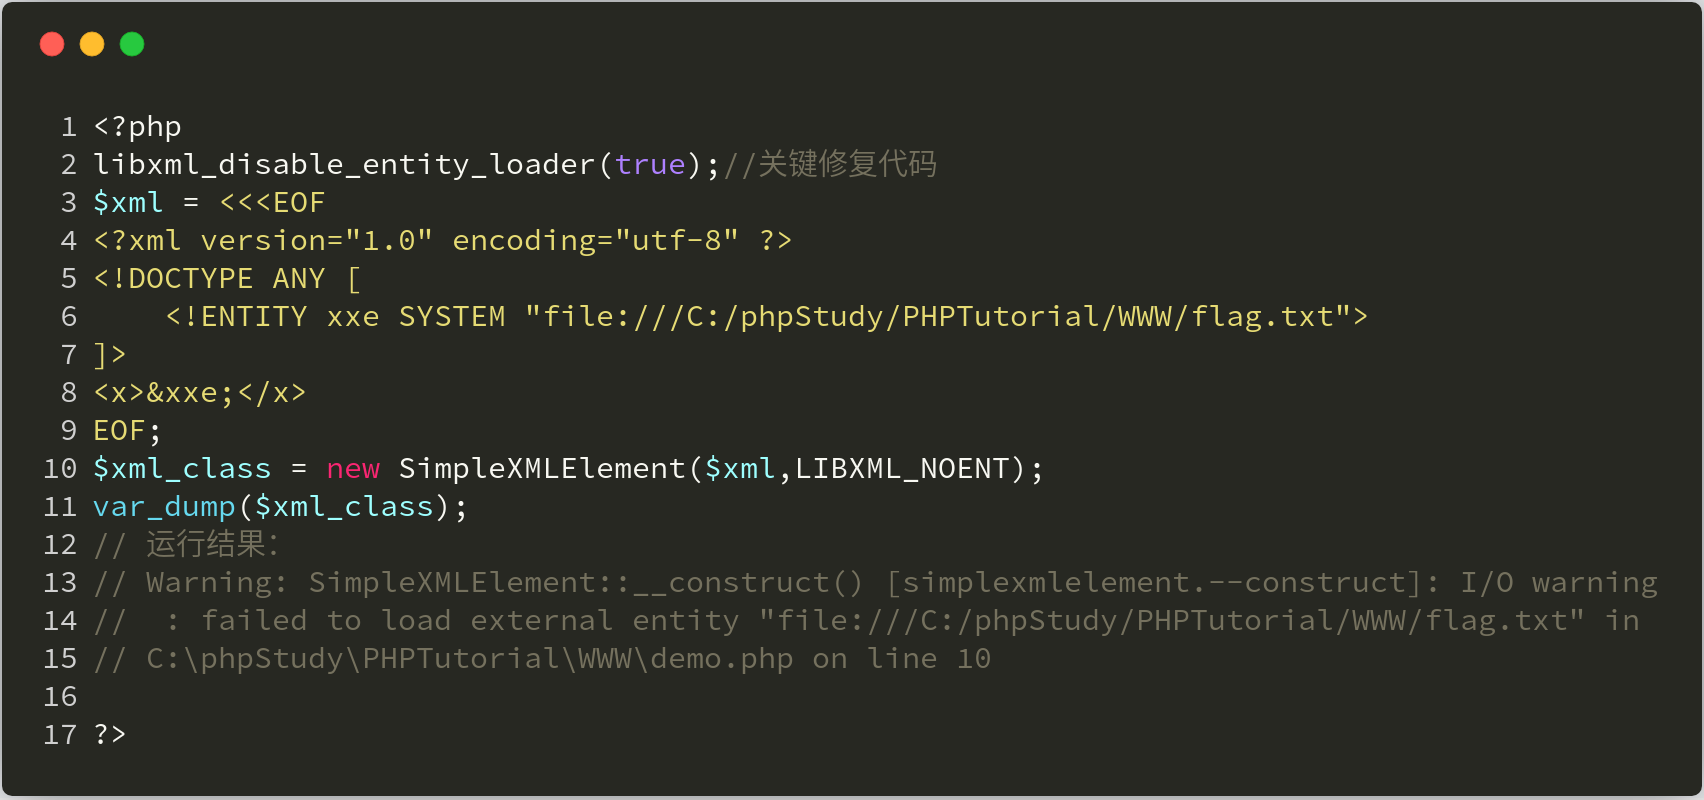 1 <?php
2 libxml_disable_entity_loader(true);//关键修复代码
3 $xml = <<<EOF
4 <?xml version="1.0" encoding="utf-8" ?>
5 <!DOCTYPE ANY [
6     <!ENTITY xxe SYSTEM "file:///C:/phpStudy/PHPTutorial/WWW/flag.txt">
7 ]>
8 <x>&xxe;</x>
9 EOF;
10 $xml_class = new SimpleXMLElement($xml,LIBXML_NOENT);
11 var_dump($xml_class);
12 // 运行结果：
13 // Warning: SimpleXMLElement::__construct() [simplexmlelement.--construct]: I/O warning
14 //  : failed to load external entity "file:///C:/phpStudy/PHPTutorial/WWW/flag.txt" in
15 // C:\phpStudy\PHPTutorial\WWW\demo.php on line 10
16
17 ?>